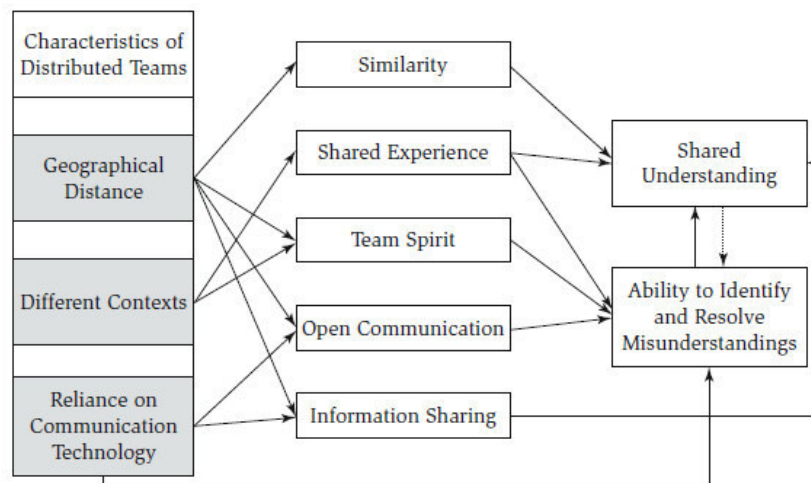 Characteristics of
Distributed Teams
Geographical
Distance
Different Contexts
Reliance on
Communication
Technology
Similarity
Shared Experience
Team Spirit
Open Communication
Information Sharing
Shared
Understanding
Ability to Identify
and Resolve
Misunderstandings